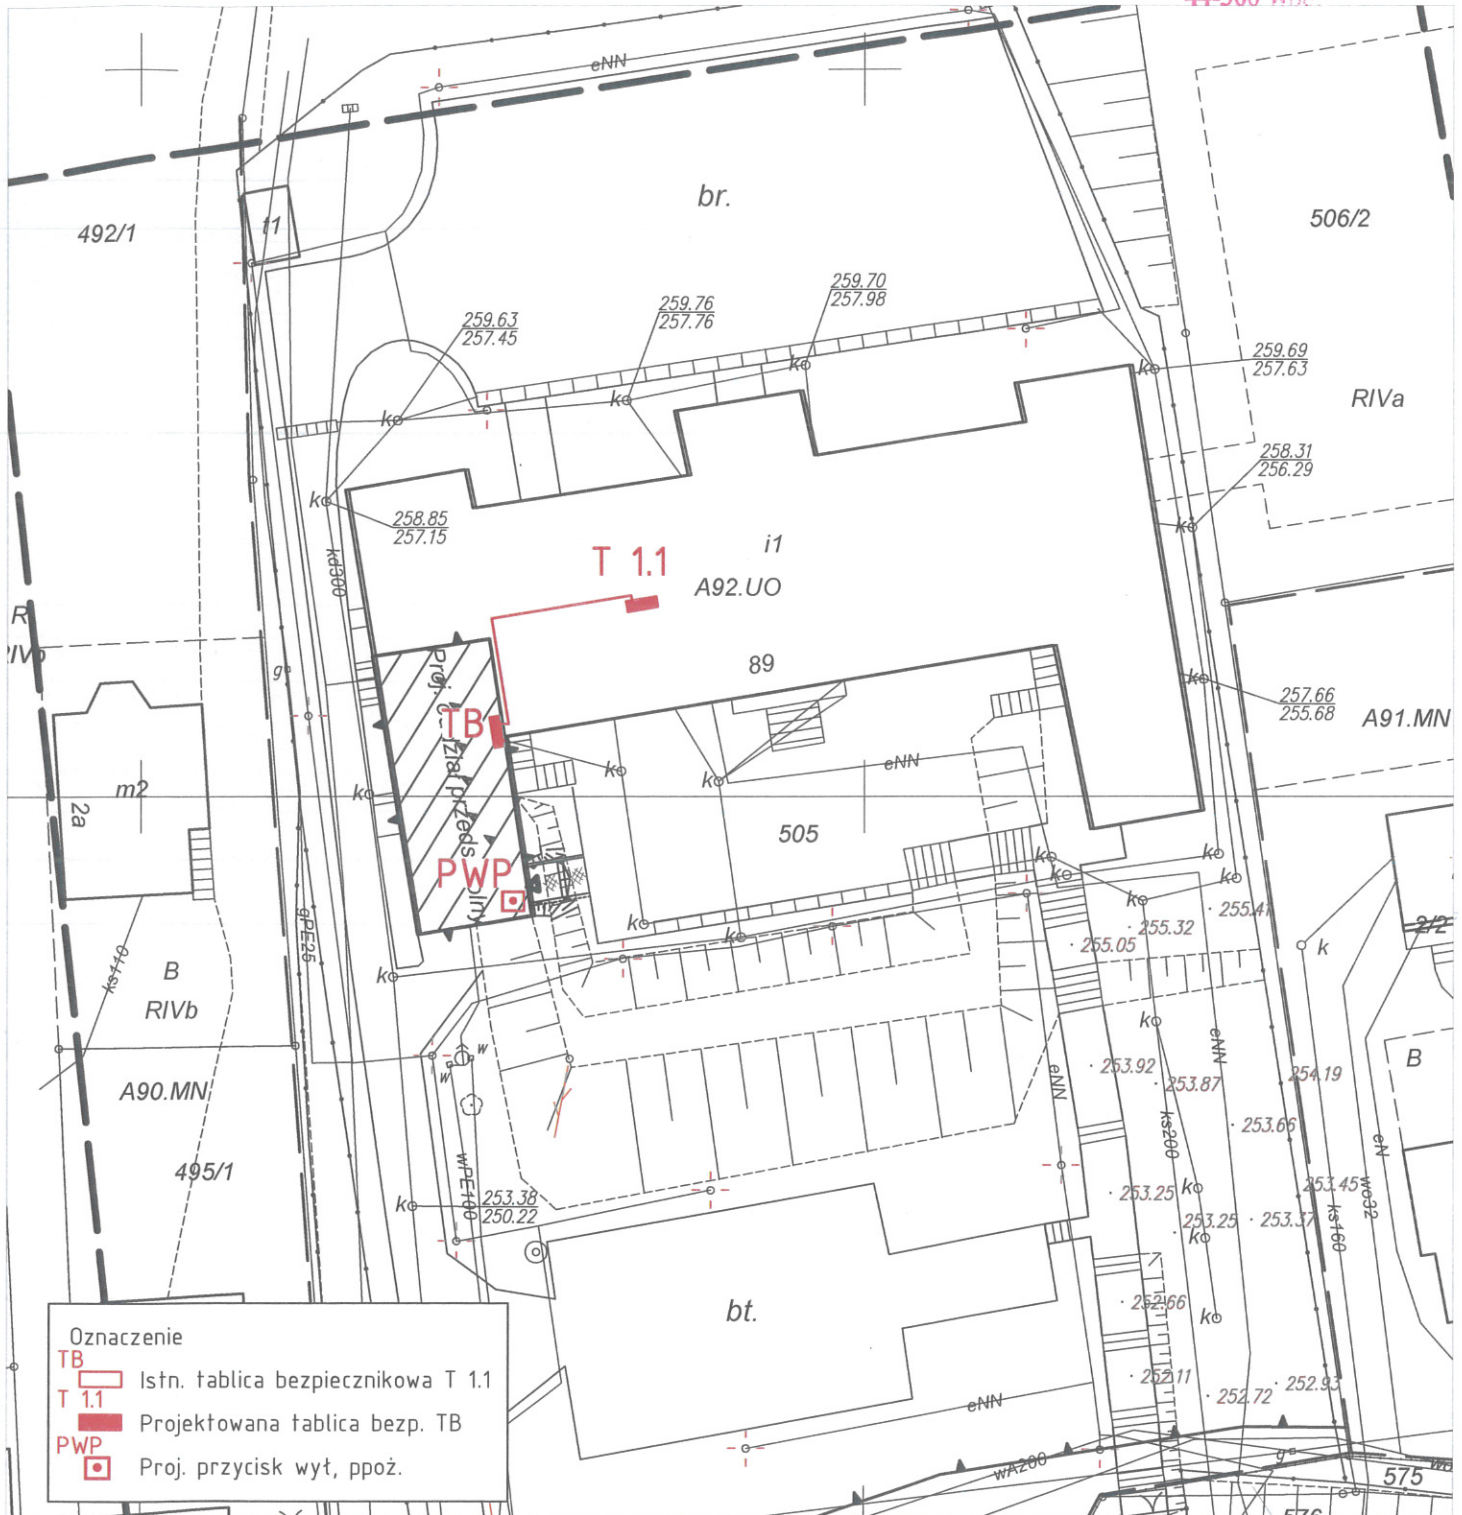 eNN
br.
492/1
t1
506/2
259.63
257.45
259.76
257.76
259.70
257.98
259.69
257.63
k
k
k
k
RIVa
258.31
256.29
k
k
258.85
257.15
kd300
T 1.1
i1
A92.UO
89
g
TB
k
257.66
255.68
A91.MN
m2
2a
k
k
k
eNN
505
PWP
k
k
k
k
k
k
k
255.41
255.32
255.05
k
2/2
gPE25
ks110
B
RIVb
k
k
eNN
w
w
253.92
253.87
254.19
B
eNN
A90.MN
253.66
ks200
eN
495/1
wPE100
k
253.38
250.22
253.25
k
253.45
wo32
253.25
253.37
ks160
k
252.66
k
bt.
252.11
252.93
252.72
eNN
wA200
g
575
576
Oznaczenie
TB
Istn. tablica bezpiecznikowa T 1.1
T 1.1
Projektowana tablica bezp. TB
PWP
Proj. przycisk wył, ppoż.